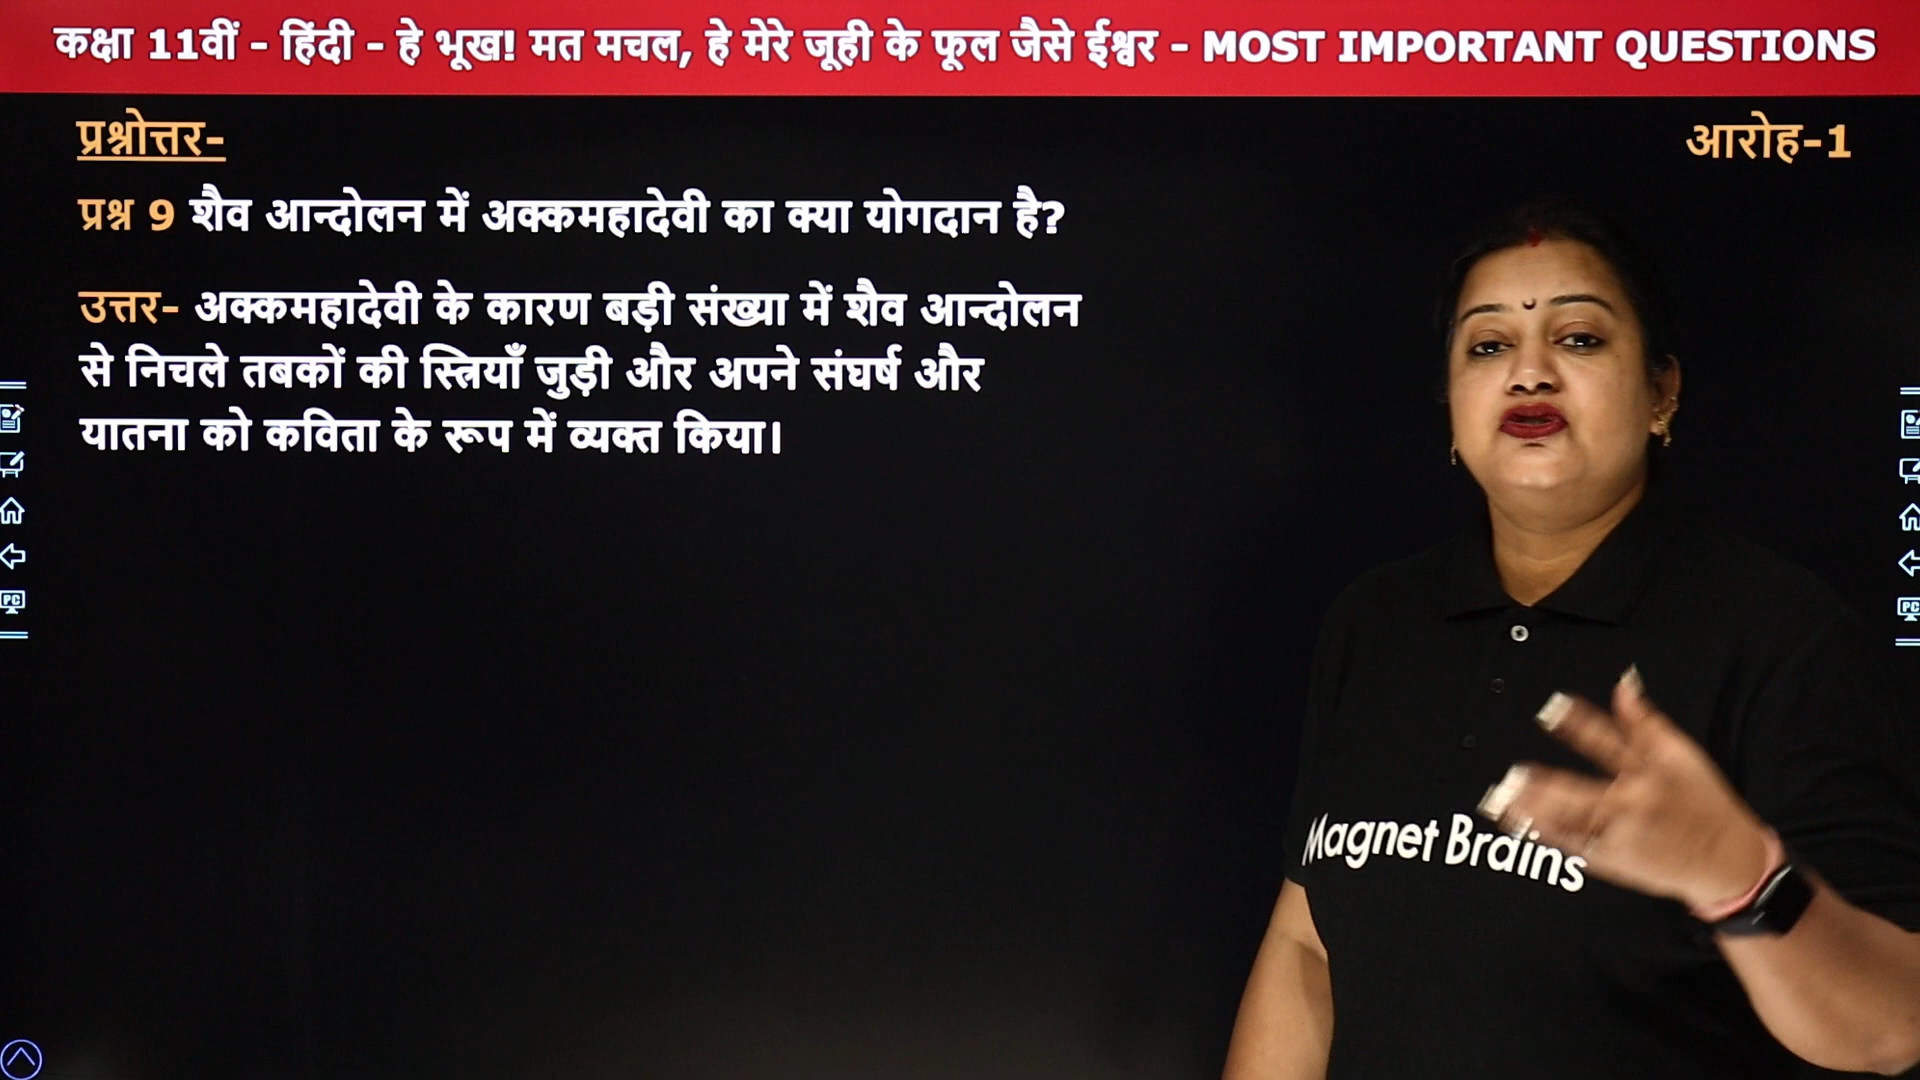 कक्षा 11वीं - हिंदी - हे भूख! मत मचल, हे मेरे जूही के फूल जैसे ईश्वर - MOST IMPORTANT QUESTIONS
प्रश्नोत्तर-
आरोह-1
प्रश्न 9 शैव आन्दोलन में अक्कमहादेवी का क्या योगदान है?
उत्तर- अक्कमहादेवी के कारण बड़ी संख्या में शैव आन्दोलन
से निचले तबकों की स्त्रियाँ जुड़ी और अपने संघर्ष और
यातना को कविता के रूप में व्यक्त किया।
PC
PC
Magnet Brains